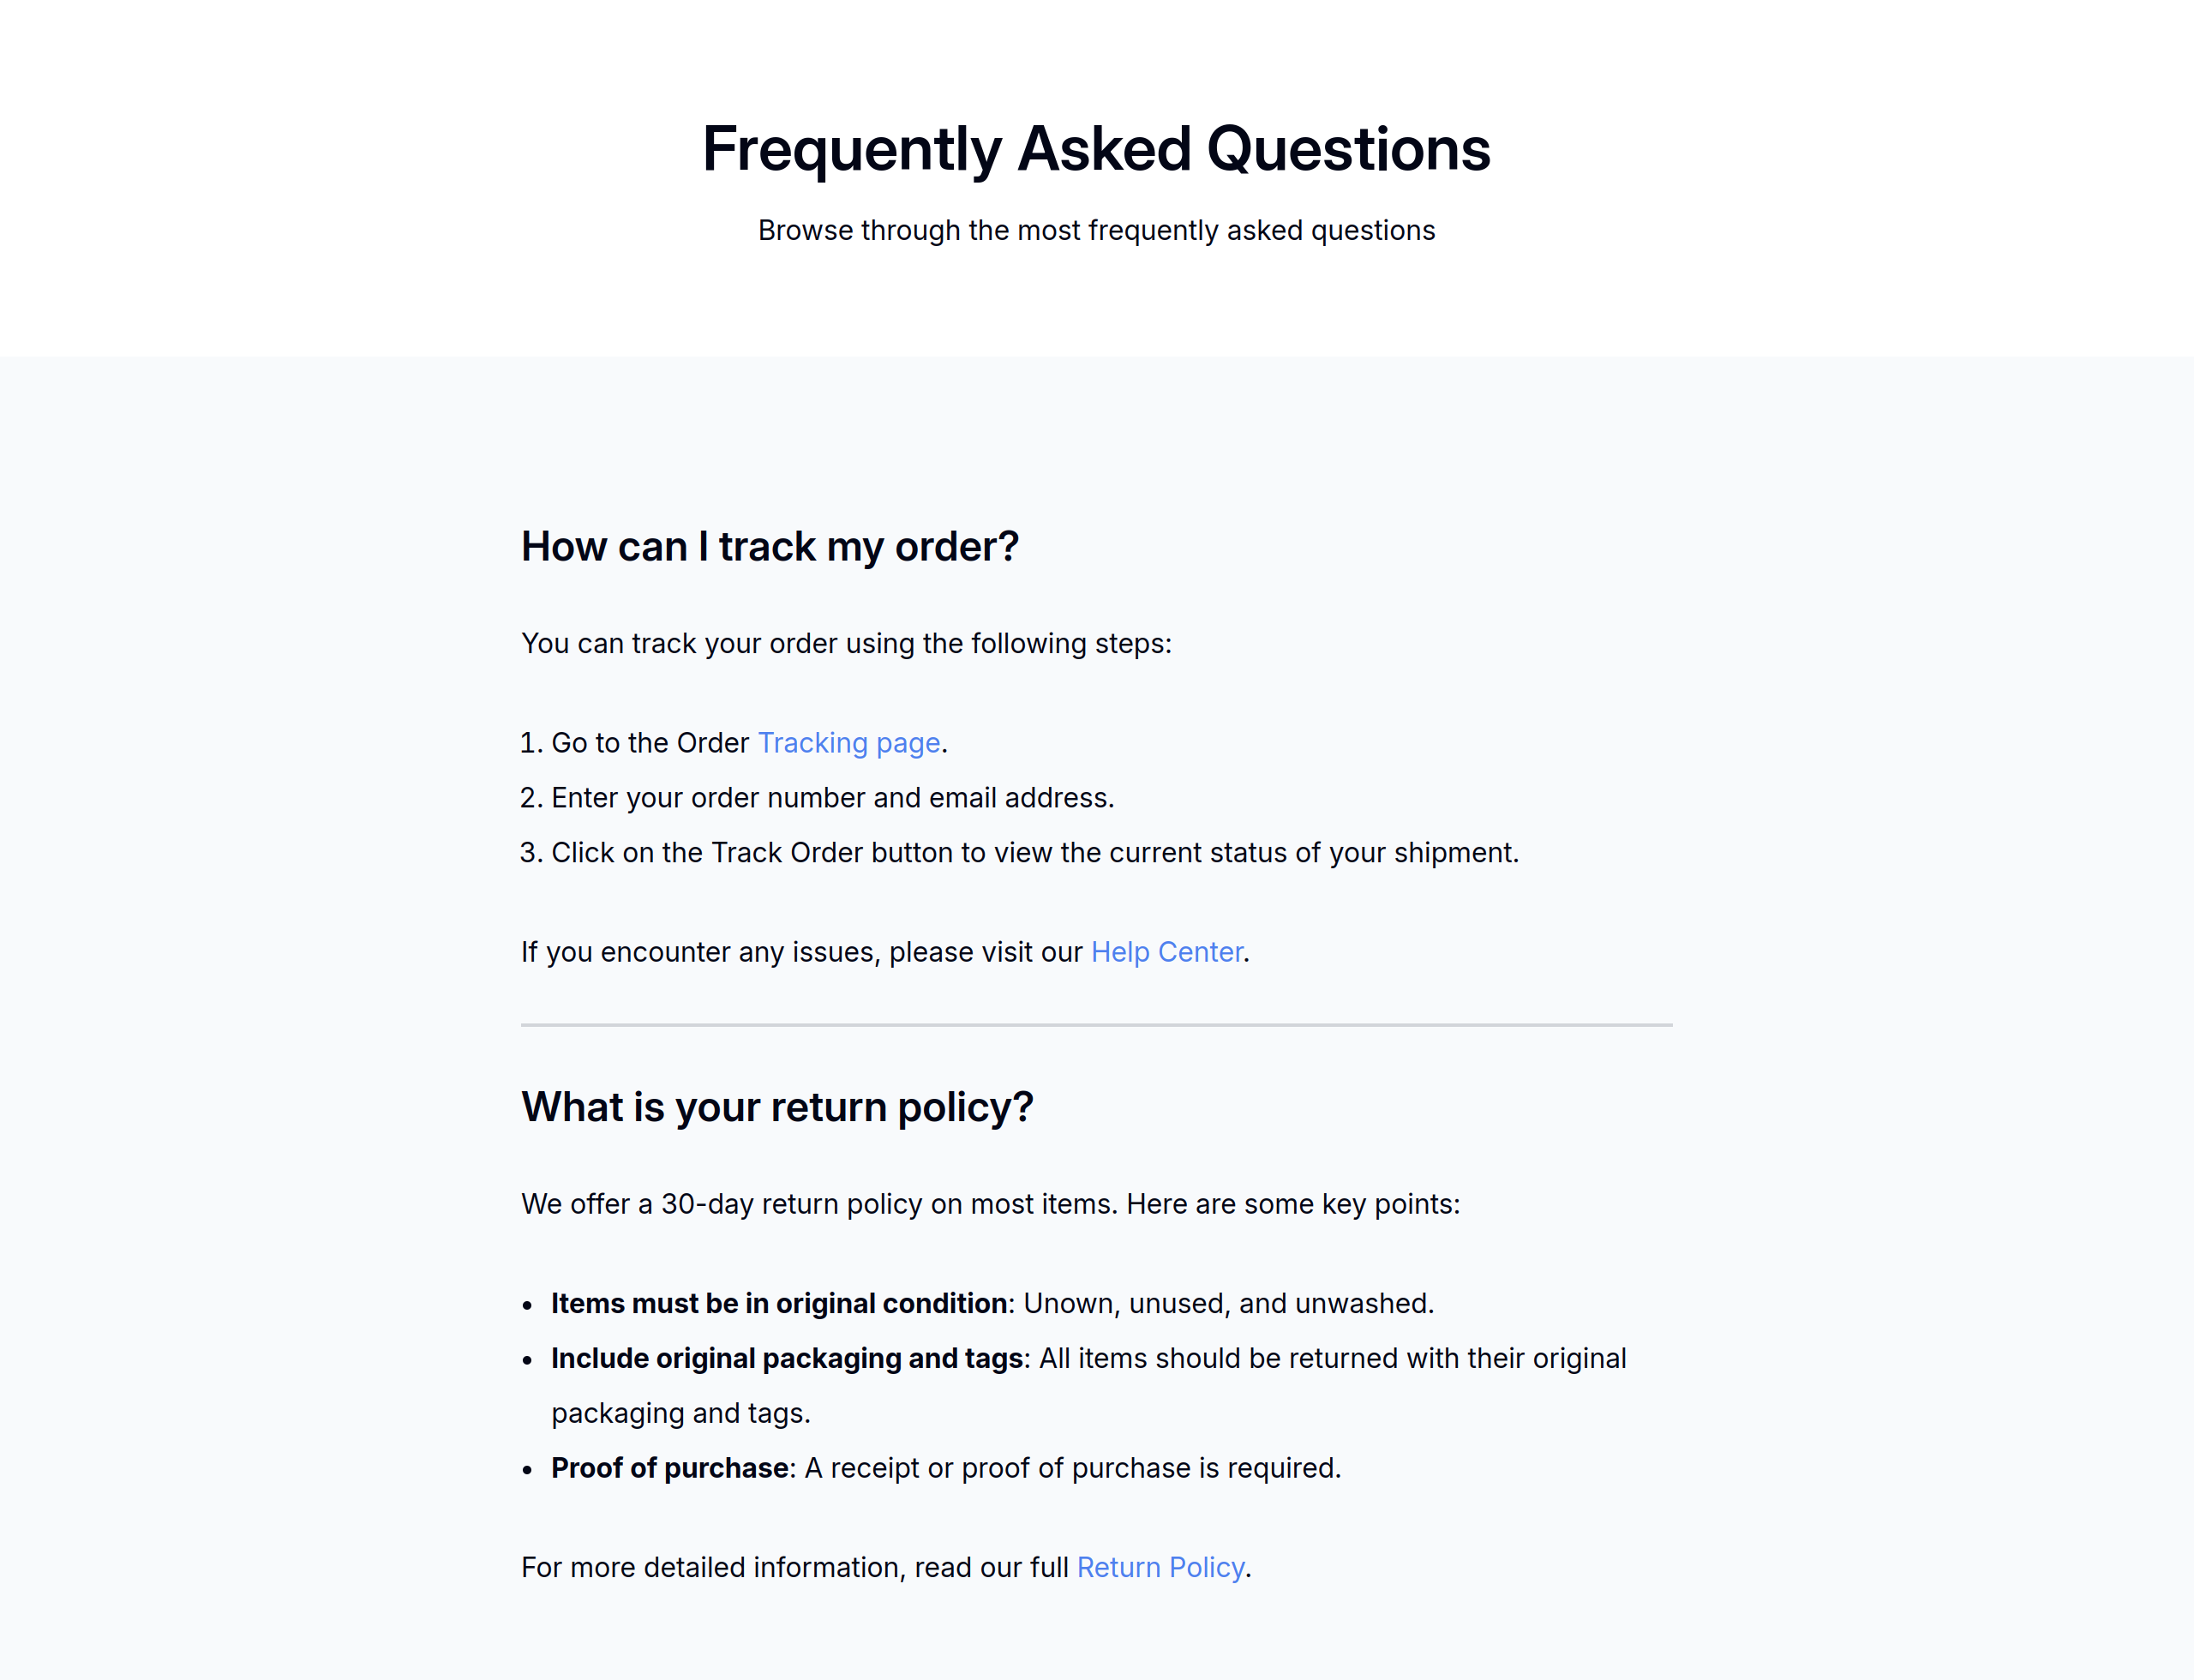 Frequently Asked Questions
Browse through the most frequently asked questions
How can I track my order?
You can track your order using the following steps:
1. Go to the Order Tracking page.
2. Enter your order number and email address.
3. Click on the Track Order button to view the current status of your shipment.
If you encounter any issues, please visit our Help Center.
What is your return policy?
We offer a 30-day return policy on most items. Here are some key points:
• Items must be in original condition: Unown, unused, and unwashed.
• Include original packaging and tags: All items should be returned with their original
packaging and tags.
• Proof of purchase: A receipt or proof of purchase is required.
For more detailed information, read our full Return Policy.